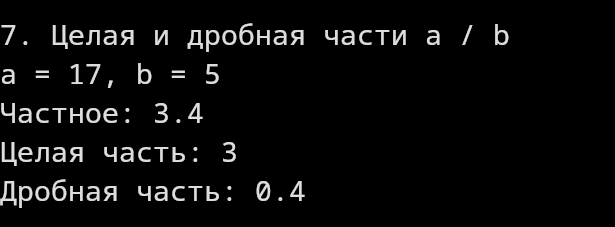 7. Целая и дробная части a / b
a = 17, b = 5
Частное: 3.4
Целая часть: 3
Дробная часть: 0.4